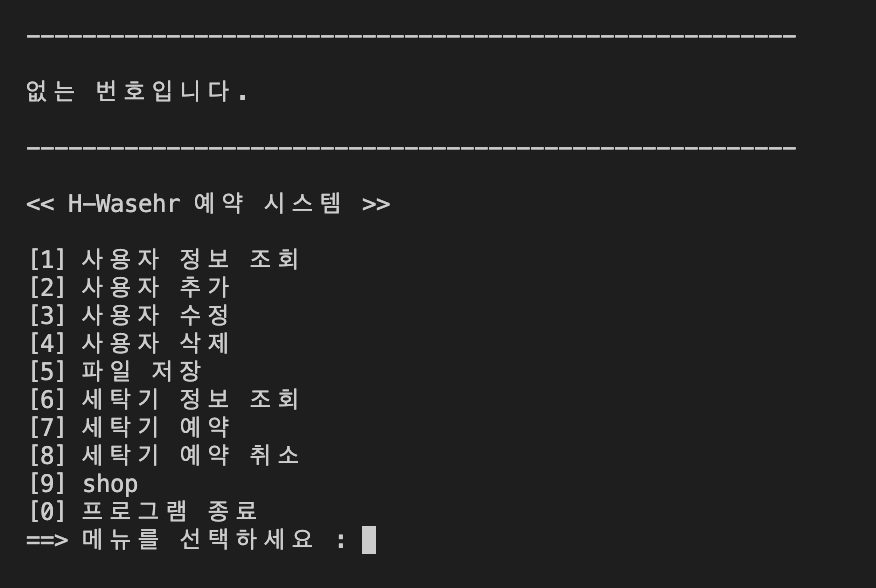 -------------------------------------------------------
없는 번호입니다.
-------------------------------------------------------
<< H-Wasehr 예약 시스템 >>
[1] 사용자 정보 조회
[2] 사용자 추가
[3] 사용자 수정
[4] 사용자 삭제
[5] 파일 저장
[6] 세탁기 정보 조회
[7] 세탁기 예약
[8] 세탁기 예약 취소
[9] shop
[0] 프로그램 종료
==> 메뉴를 선택하세요 :